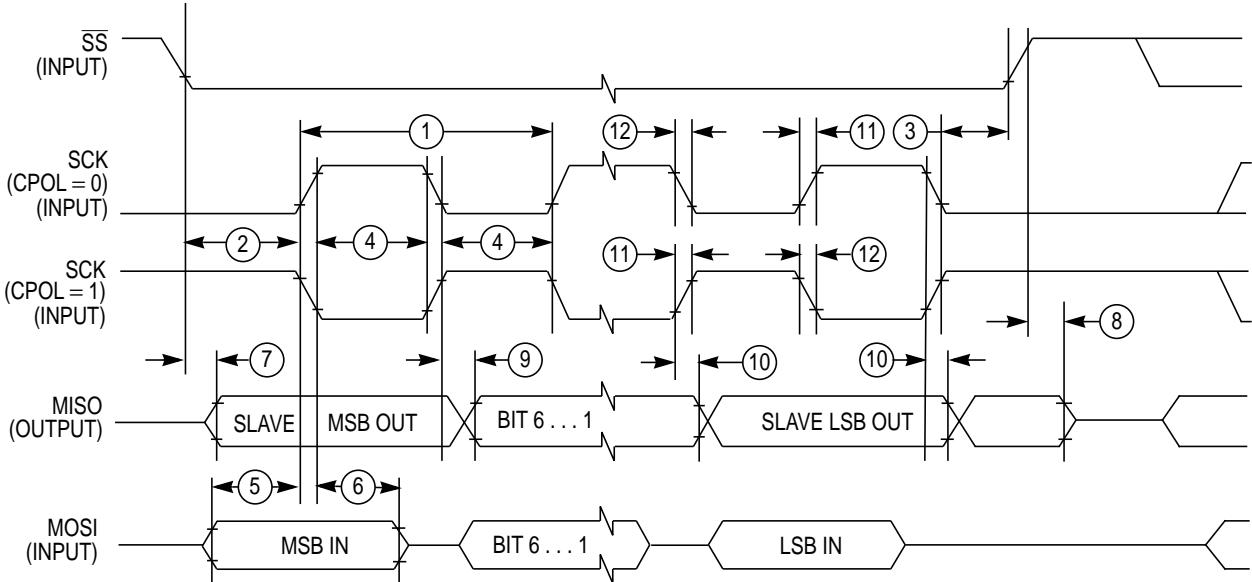 SS
(INPUT)
1
12
11
3
SCK
(CPOL = 0)
(INPUT)
2
4
4
11
12
SCK
(CPOL = 1)
(INPUT)
8
7
9
10
10
MISO
(OUTPUT)
SLAVE MSB OUT
BIT 6 . . . 1
SLAVE LSB OUT
5
6
MOSI
(INPUT)
MSB IN
BIT 6 . . . 1
LSB IN